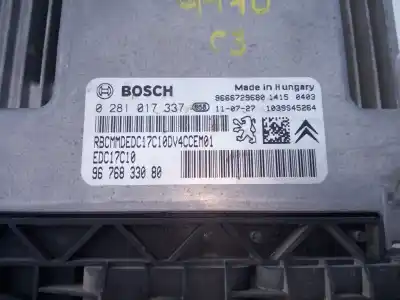 C3
BOSCH
Made in Hungary
9666729680 1415 0403
0 281 017 337
11-07-27 1039S45264
RBCMMDEDC17C10DV4CCEM01
EDC17C10
96 768 330 80